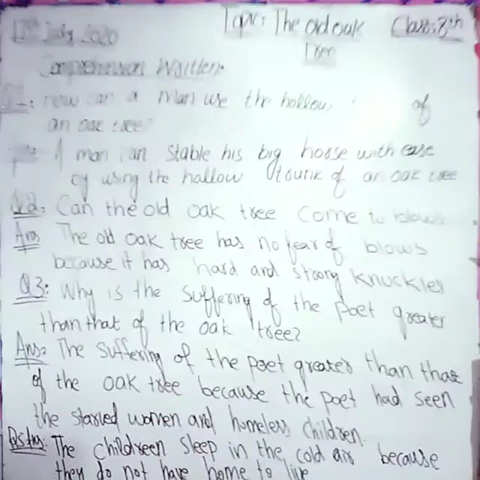 July 2020 Topic: The old oak Class: 8th
Tree
Comprehension Written
Q1: How can a man use the hollow of
an oak tree?
A man can stable his big hoose with ease
by using the hollow of an oak tree
Q2: Can the old oak tree come to blows
Ans The old oak tree has no fear of blows
because it has hard and strong knuckles
Q3: Why is the suffering of the poet greater
than that of the oak tree?
Ans: The suffering of the poet greater than that
of the oak tree because the poet had seen
the starved women and homeless children.
The children sleep in the cold air because
they do not have home to live